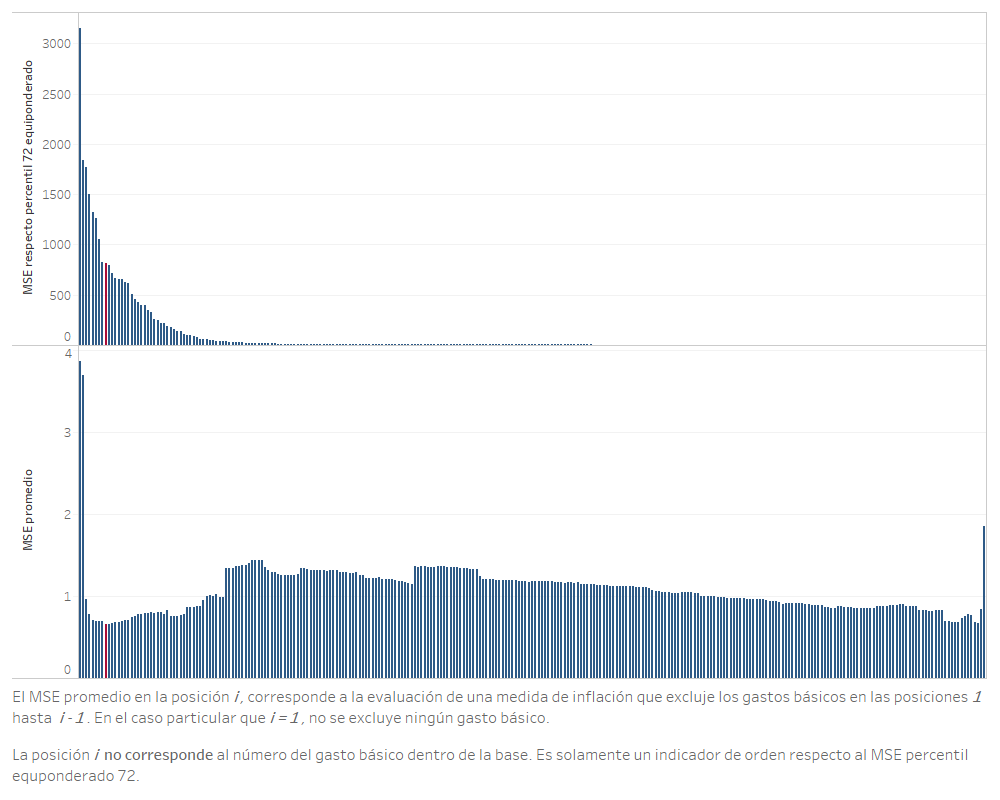 MSE respecto percentil 72 equiponderado
3000
2500
2000
1500
1000
500
0
MSE promedio
4
3
2
1
0
El MSE promedio en la posición i, corresponde a la evaluación de una medida de inflación que excluye los gastos básicos en las posiciones 1
hasta i - 1. En el caso particular que i = 1, no se excluye ningún gasto básico.
La posición i no corresponde al número del gasto básico dentro de la base. Es solamente un indicador de orden respecto al MSE percentil
equponderado 72.